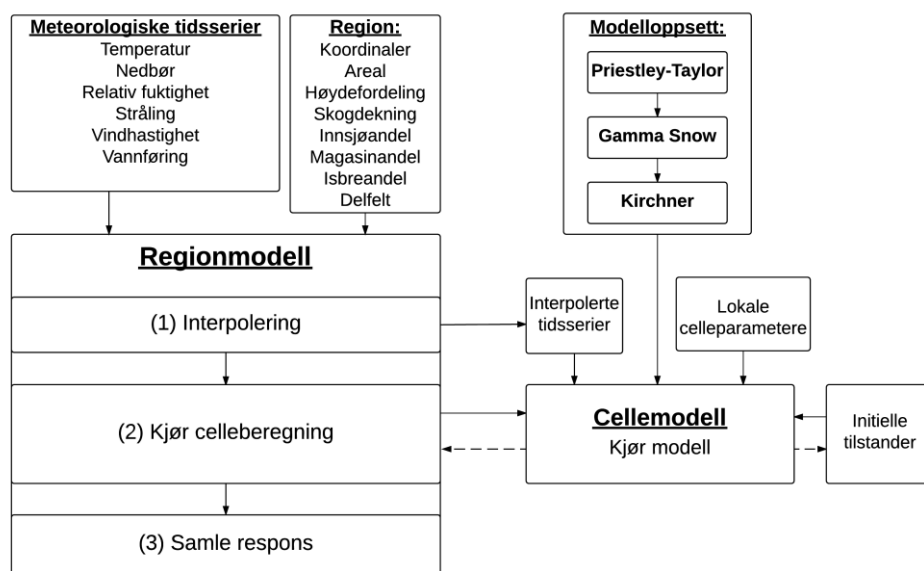 Meteorologiske tidsserier
Temperatur
Nedbør
Relativ fuktighet
Stråling
Vindhastighet
Vannføring
Region:
Koordinaler
Areal
Høydefordeling
Skogdekning
Innsjøandel
Magasinandel
Isbreandel
Delfelt
Modelloppsett:
Priestley-Taylor
Gamma Snow
Kirchner
Regionmodell
(1) Interpolering
(2) Kjør celleberegning
(3) Samle respons
Interpolerte
tidsserier
Lokale
celleparametere
Cellemodell
Kjør modell
Initielle
tilstander